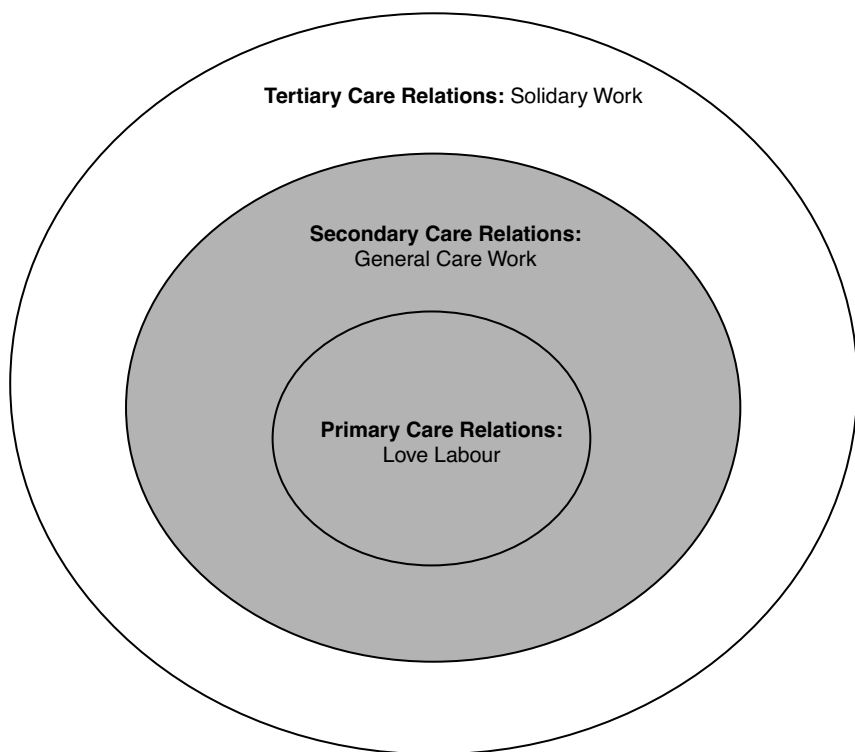 Tertiary Care Relations: Solidary Work
Secondary Care Relations:
General Care Work
Primary Care Relations:
Love Labour